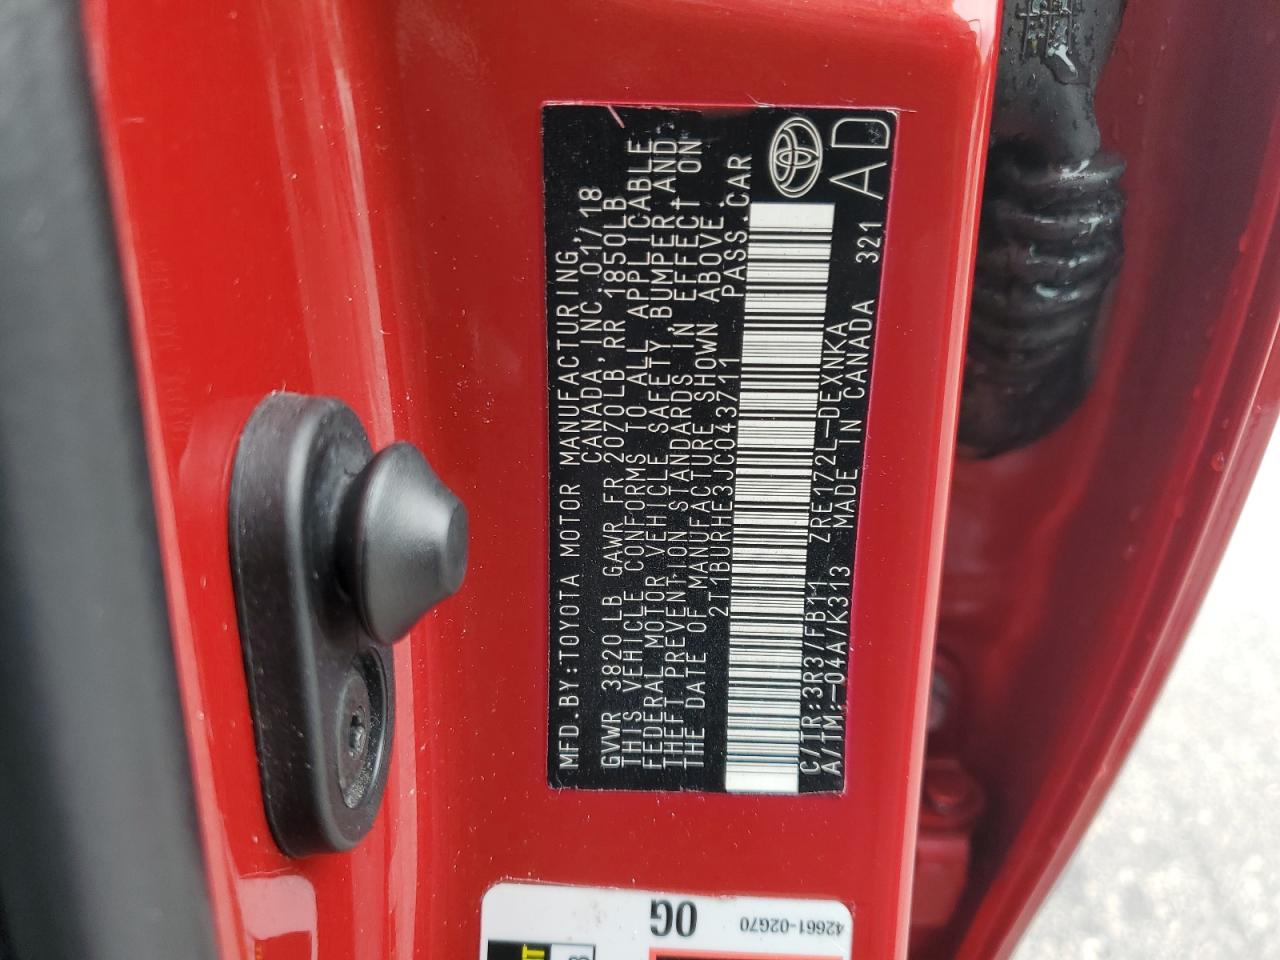 MFD.BY:TOYOTA MOTOR MANUFACTURING,
CANADA,INC. 01/18
GVWR 3820LB GAWR FR 2070LB,RR 1850LB
THIS VEHICLE CONFORMS TO ALL APPLICABLE
FEDERAL MOTOR VEHICLE SAFETY,BUMPER,AND
THEFT PREVENTION STANDARDS IN EFFECT ON
THE DATE OF MANUFACTURE SHOWN ABOVE.
2T1BURHE3JC043711 PASS.CAR
C/TR:3R3/FB11 ZRE172L-DEXNKA
A/TM:-04A/K313 MADE IN CANADA 321
AD
42661-02G70
0G